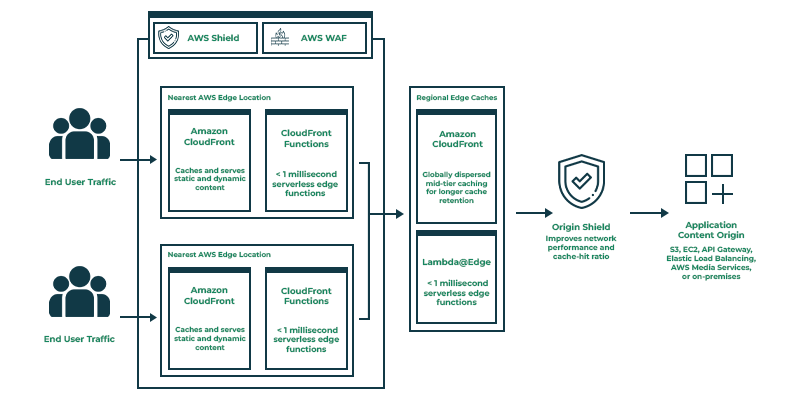 AWS Shield
AWS WAF
Nearest AWS Edge Location
Amazon
CloudFront
Caches and serves
static and dynamic
content
CloudFront
Functions
< 1 millisecond
serverless edge
functions
End User Traffic
Nearest AWS Edge Location
Amazon
CloudFront
Caches and serves
static and dynamic
content
CloudFront
Functions
< 1 millisecond
serverless edge
functions
End User Traffic
Regional Edge Caches
Amazon
CloudFront
Globally dispersed
mid-tier caching
for longer cache
retention
Lambda@Edge
< 1 millisecond
serverless edge
functions
Origin Shield
Improves network
performance and
cache-hit ratio
Application
Content Origin
S3, EC2, API Gateway,
Elastic Load Balancing,
AWS Media Services,
or on-premises